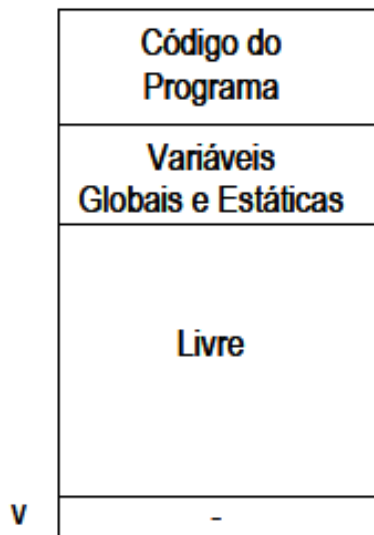 Código do
Programa
Variáveis
Globais e Estáticas
Livre
v -